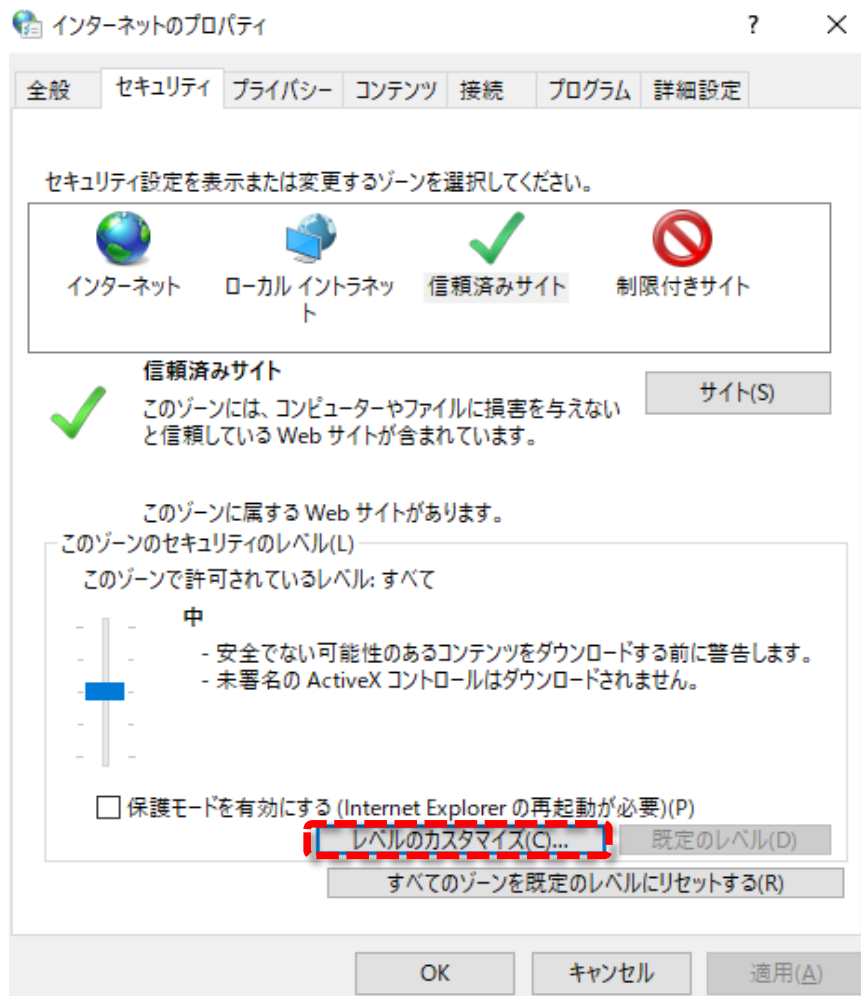 インターネットのプロパティ ?
全般 セキュリティ プライバシー コンテンツ 接続 プログラム 詳細設定
セキュリティ設定を表示または変更するゾーンを選択してください。
インターネット ローカル イントラネッ 信頼済みサイト 制限付きサイト
ト
信頼済みサイト
サイト(S)
このゾーンには、コンピューターやファイルに損害を与えない
と信頼している Web サイトが含まれています。
このゾーンに属する Web サイトがあります。
このゾーンのセキュリティのレベル(L)
このゾーンで許可されているレベル: すべて
中
- 安全でない可能性のあるコンテンツをダウンロードする前に警告します。
- 未署名の ActiveX コントロールはダウンロードされません。
保護モードを有効にする (Internet Explorer の再起動が必要)(P)
レベルのカスタマイズ(C)... 既定のレベル(D)
すべてのゾーンを既定のレベルにリセットする(R)
OK キャンセル 適用(A)